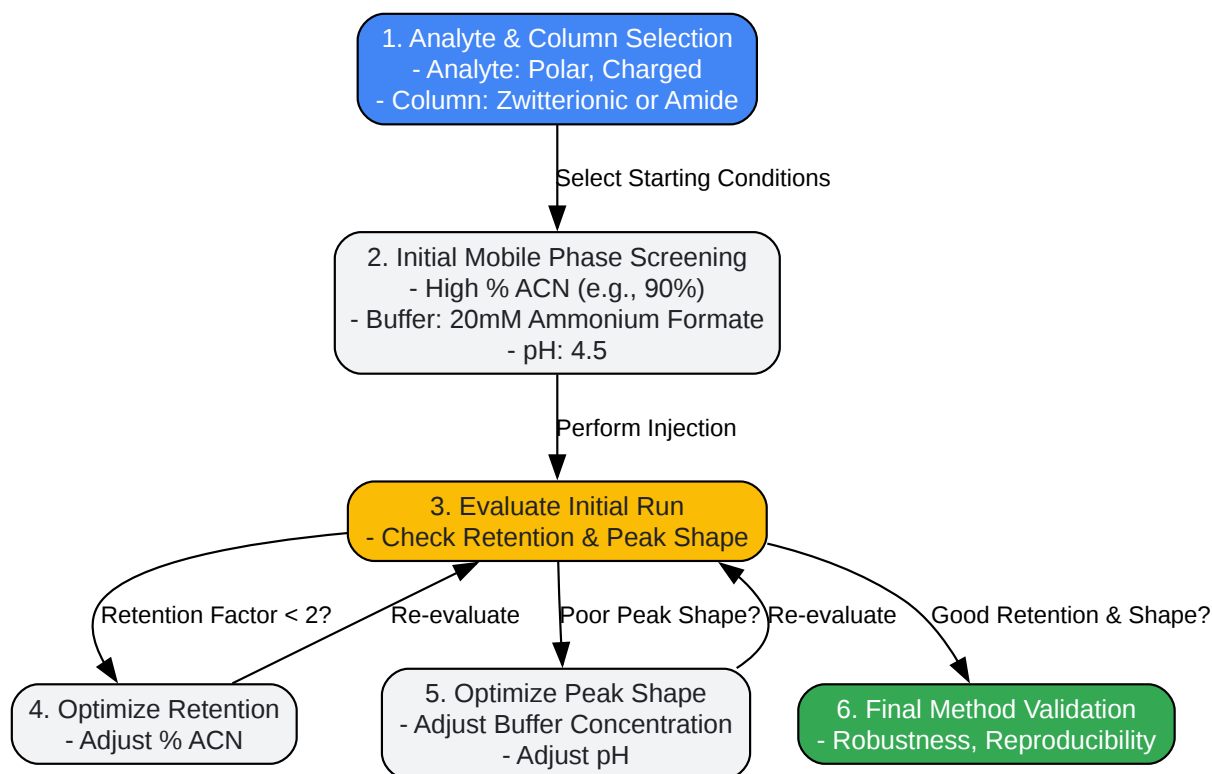 1. Analyte & Column Selection
- Analyte: Polar, Charged
- Column: Zwitterionic or Amide
Select Starting Conditions
2. Initial Mobile Phase Screening
- High % ACN (e.g., 90%)
- Buffer: 20mM Ammonium Formate
- pH: 4.5
Perform Injection
3. Evaluate Initial Run
- Check Retention & Peak Shape
Retention Factor < 2?
Re-evaluate
Poor Peak Shape?
Re-evaluate
Good Retention & Shape?
4. Optimize Retention
- Adjust % ACN
5. Optimize Peak Shape
- Adjust Buffer Concentration
- Adjust pH
6. Final Method Validation
- Robustness, Reproducibility